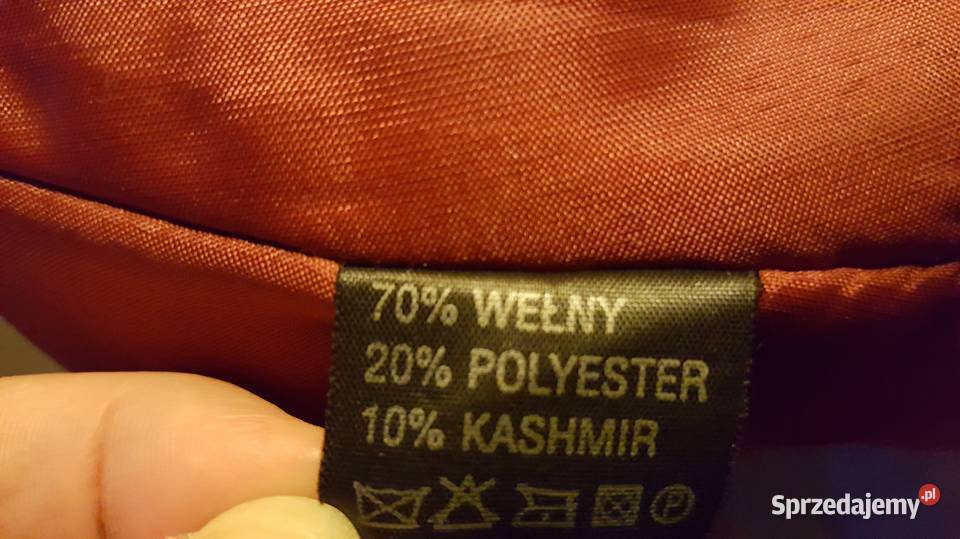 70% WEŁNY
20% POLYESTER
10% KASHMIR
P
Sprzedajemy.pl